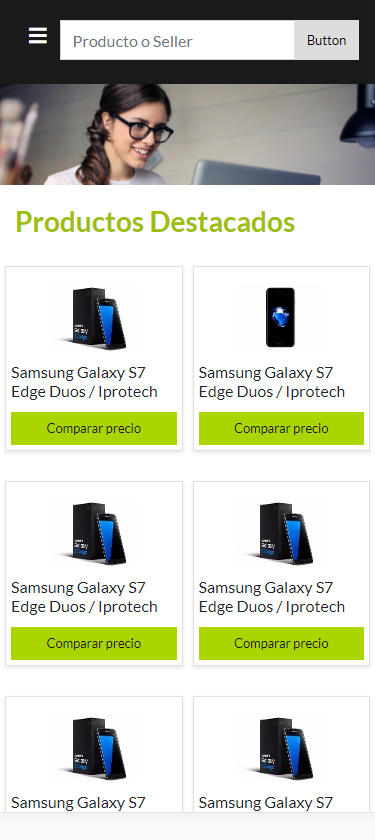 Producto o Seller
Button
Productos Destacados
Samsung Galaxy S7
Edge Duos / Iprotech
Comparar precio
Samsung Galaxy S7
Edge Duos / Iprotech
Comparar precio
Samsung Galaxy S7
Edge Duos / Iprotech
Comparar precio
Samsung Galaxy S7
Edge Duos / Iprotech
Comparar precio
Samsung Galaxy S7
Samsung Galaxy S7